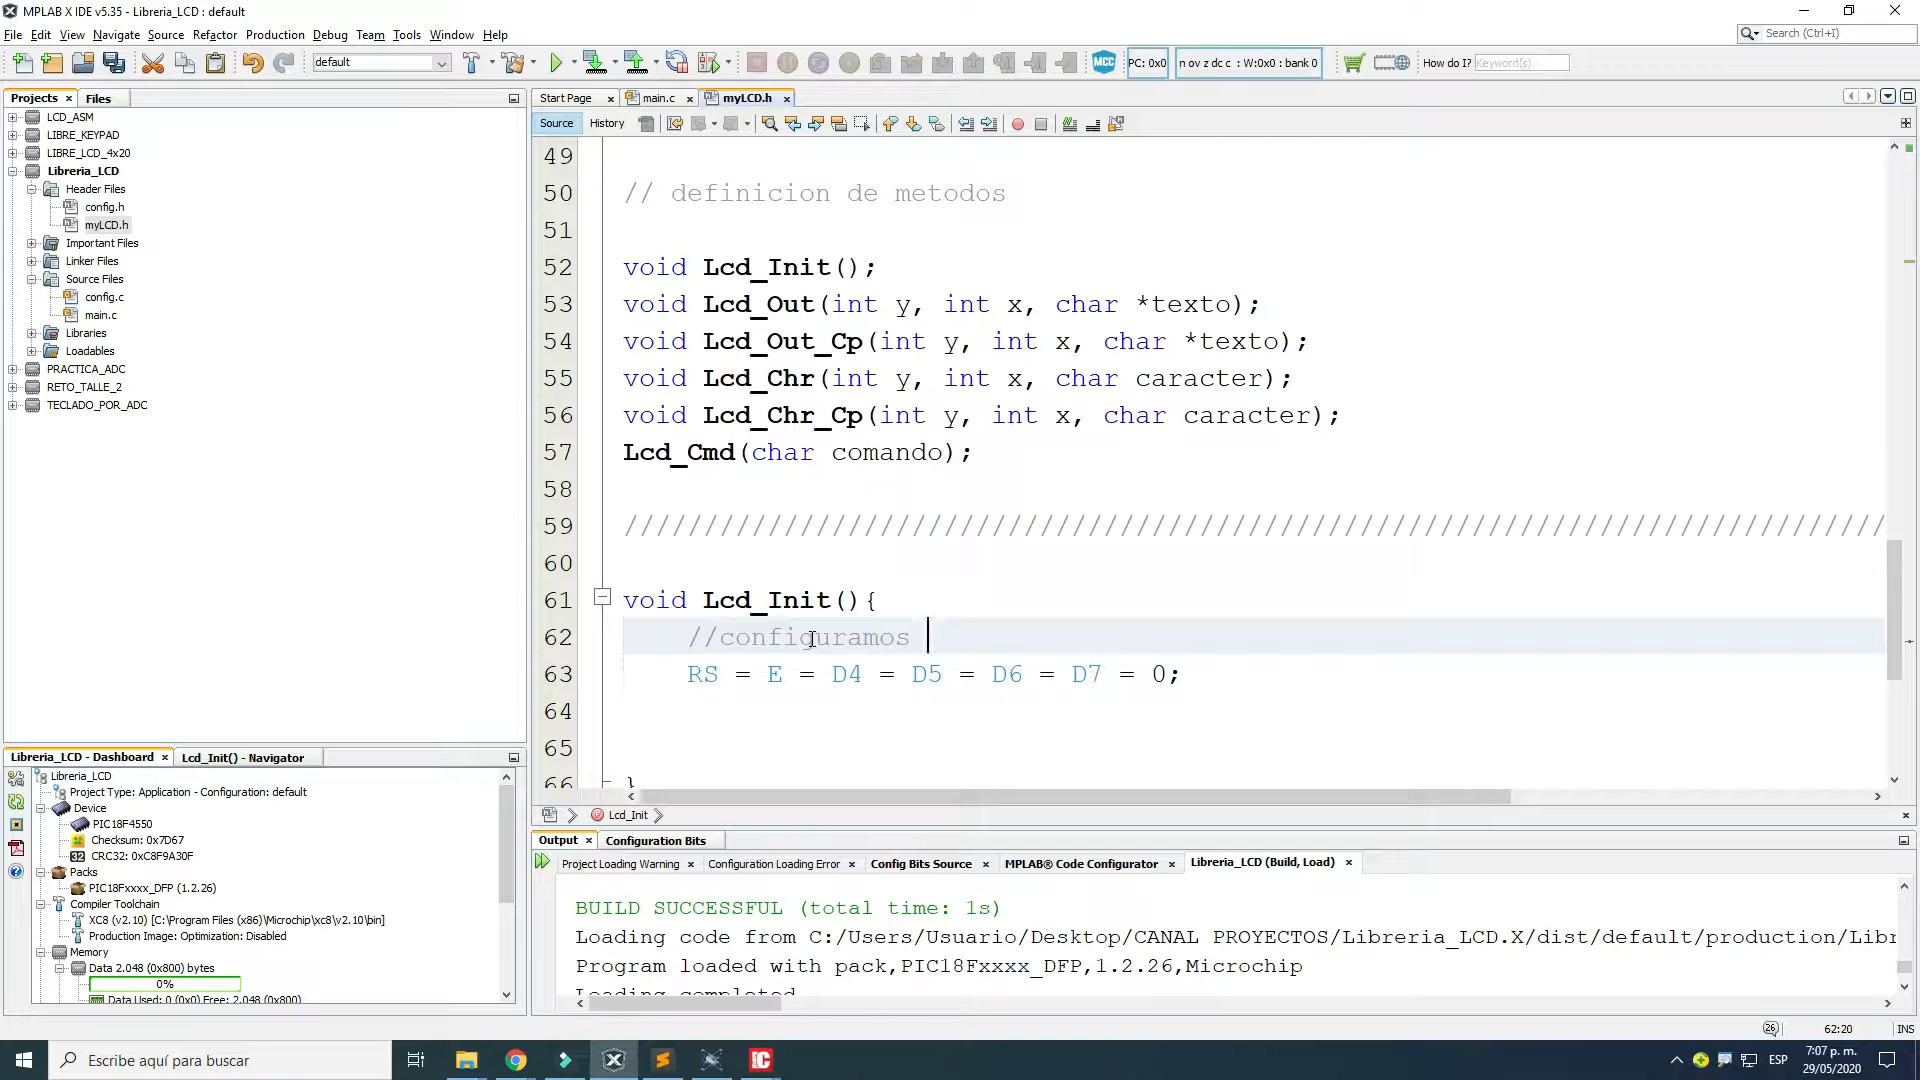 MPLAB X IDE v5.35 - Libreria_LCD : default
File Edit View Navigate Source Refactor Production Debug Team Tools Window Help
Search (Ctrl+I)
default
MCC
PC: 0x0
n ov z dc c : W:0x0 : bank 0
How do I? Keyword(s)
Projects Files
LCD_ASM
LIBRE_KEYPAD
LIBRE_LCD_4x20
Libreria_LCD
Header Files
config.h
myLCD.h
Important Files
Linker Files
Source Files
config.c
main.c
Libraries
Loadables
PRACTICA_ADC
RETO_TALLE_2
TECLADO_POR_ADC
Start Page main.c myLCD.h
Source History
49
50 // definicion de metodos
51
52 void Lcd_Init();
53 void Lcd_Out(int y, int x, char *texto);
54 void Lcd_Out_Cp(int y, int x, char *texto);
55 void Lcd_Chr(int y, int x, char caracter);
56 void Lcd_Chr_Cp(int y, int x, char caracter);
57 Lcd_Cmd(char comando);
58
59 ///////////////////////////////////////////////////////////////////////////////
60
61 void Lcd_Init(){
62 //configuramos
63 RS = E = D4 = D5 = D6 = D7 = 0;
64
65
66 }
Lcd_Init
Libreria_LCD - Dashboard Lcd_Init() - Navigator
Libreria_LCD
Project Type: Application - Configuration: default
Device
PIC18F4550
Checksum: 0x7D67
CRC32: 0xC8F9A30F
Packs
PIC18Fxxxx_DFP (1.2.26)
Compiler Toolchain
XC8 (v2.10) [C:\Program Files (x86)\Microchip\xc8\v2.10\bin]
Production Image: Optimization: Disabled
Memory
Data 2.048 (0x800) bytes
0%
Data Used: 0 (0x0) Free: 2.048 (0x800)
Output Configuration Bits
Project Loading Warning Configuration Loading Error Config Bits Source MPLAB® Code Configurator Libreria_LCD (Build, Load)
BUILD SUCCESSFUL (total time: 1s)
Loading code from C:/Users/Usuario/Desktop/CANAL PROYECTOS/Libreria_LCD.X/dist/default/production/Libr
Program loaded with pack,PIC18Fxxxx_DFP,1.2.26,Microchip
Loading completed
26 62:20 INS
Escribe aquí para buscar
ESP
7:07 p. m.
29/05/2020